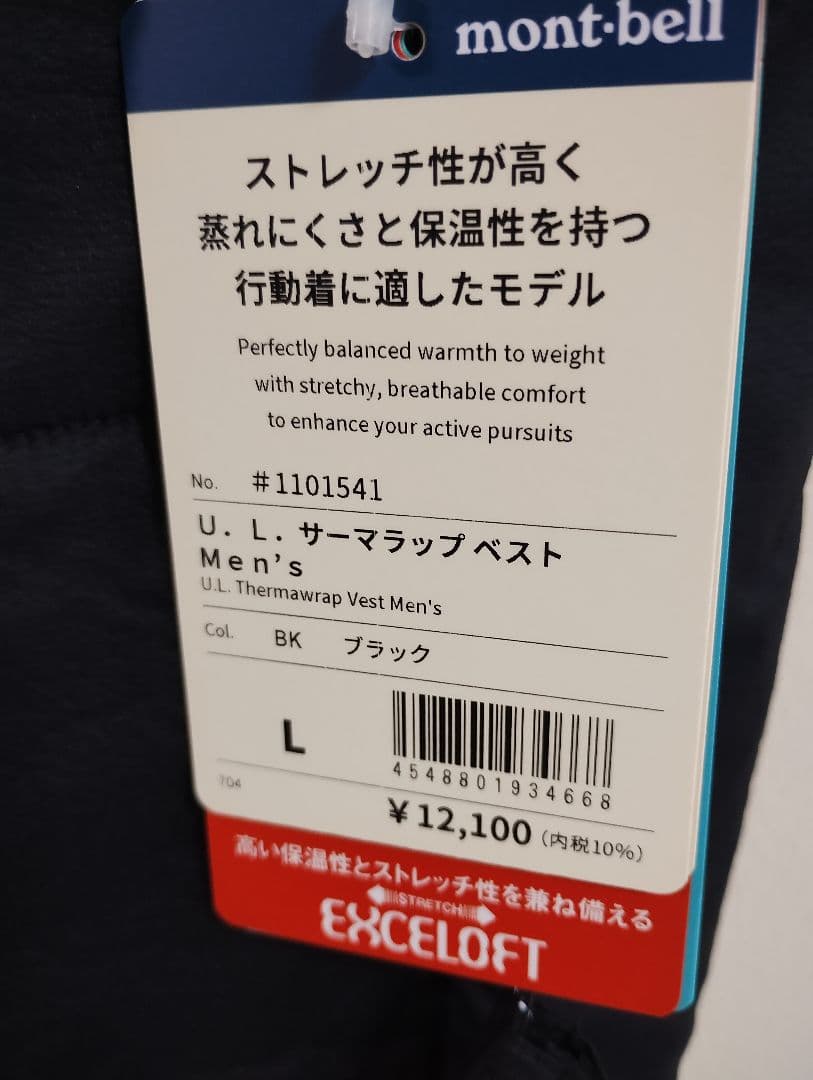 mont·bell
ストレッチ性が高く
蒸れにくさと保温性を持つ
行動着に適したモデル
Perfectly balanced warmth to weight
with stretchy, breathable comfort
to enhance your active pursuits
No. #1101541
U. L. サーマラップ ベスト
Men's
U.L. Thermawrap Vest Men's
Col. BK ブラック
L
4548801934668
704
¥12,100 (内税10%)
高い保温性とストレッチ性を兼ね備える
STRETCH
EXCELOFT